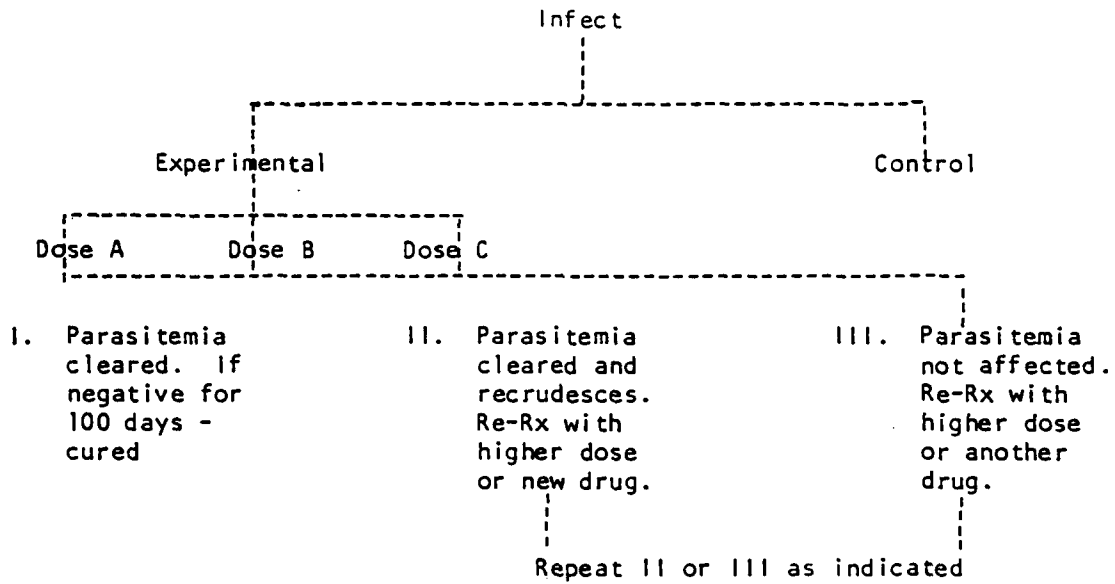 Infect
Experimental Control
Dose A Dose B Dose C
I. Parasitemia cleared. If negative for 100 days - cured
II. Parasitemia cleared and recrudesces. Re-Rx with higher dose or new drug.
III. Parasitemia not affected. Re-Rx with higher dose or another drug.
Repeat II or III as indicated